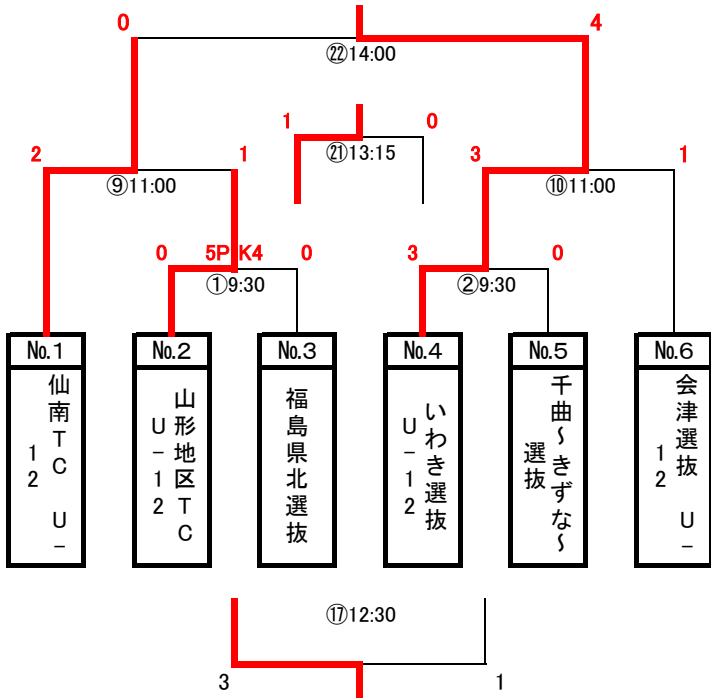 0 4
㉒14:00
1 0
㉑13:15
2 1 3 1
⑨11:00 ⑩11:00
0 5PK4 0 3 0
①9:30 ②9:30
No.1 No.2 No.3 No.4 No.5 No.6
仙南TC U-
12
山形地区TC
U-12
福島県北選抜
いわき選抜
U-12
千曲~きずな~
選抜
会津選抜 U-
12
⑰12:30
3 1